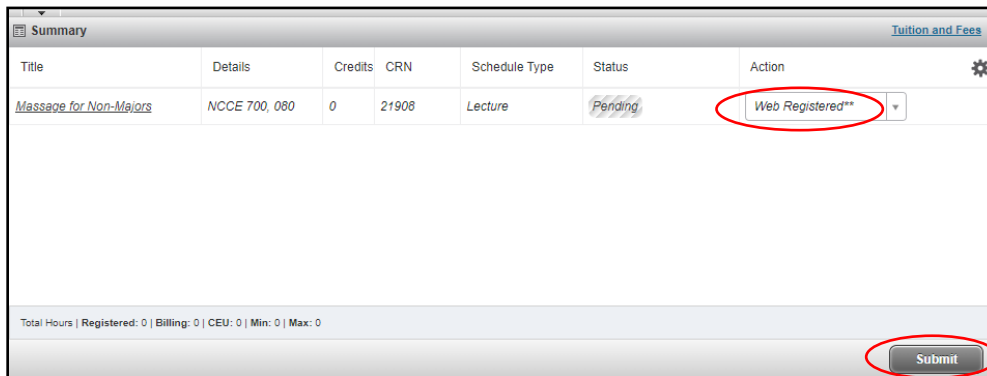 Summary Tuition and Fees
Title Details Credits CRN Schedule Type Status Action
Massage for Non-Majors NCCE 700, 080 0 21908 Lecture Pending Web Registered**
Total Hours | Registered: 0 | Billing: 0 | CEU: 0 | Min: 0 | Max: 0
Submit